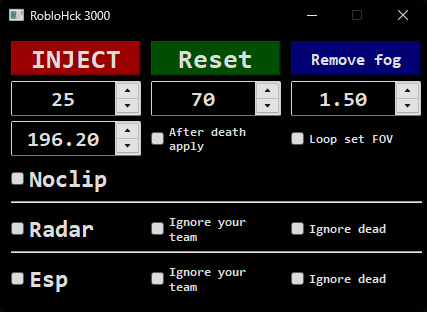 RobloHck 3000
INJECT Reset Remove fog
25 70 1.50
196.20 After death
apply Loop set FOV
Noclip
Radar Ignore your
team Ignore dead
Esp Ignore your
team Ignore dead